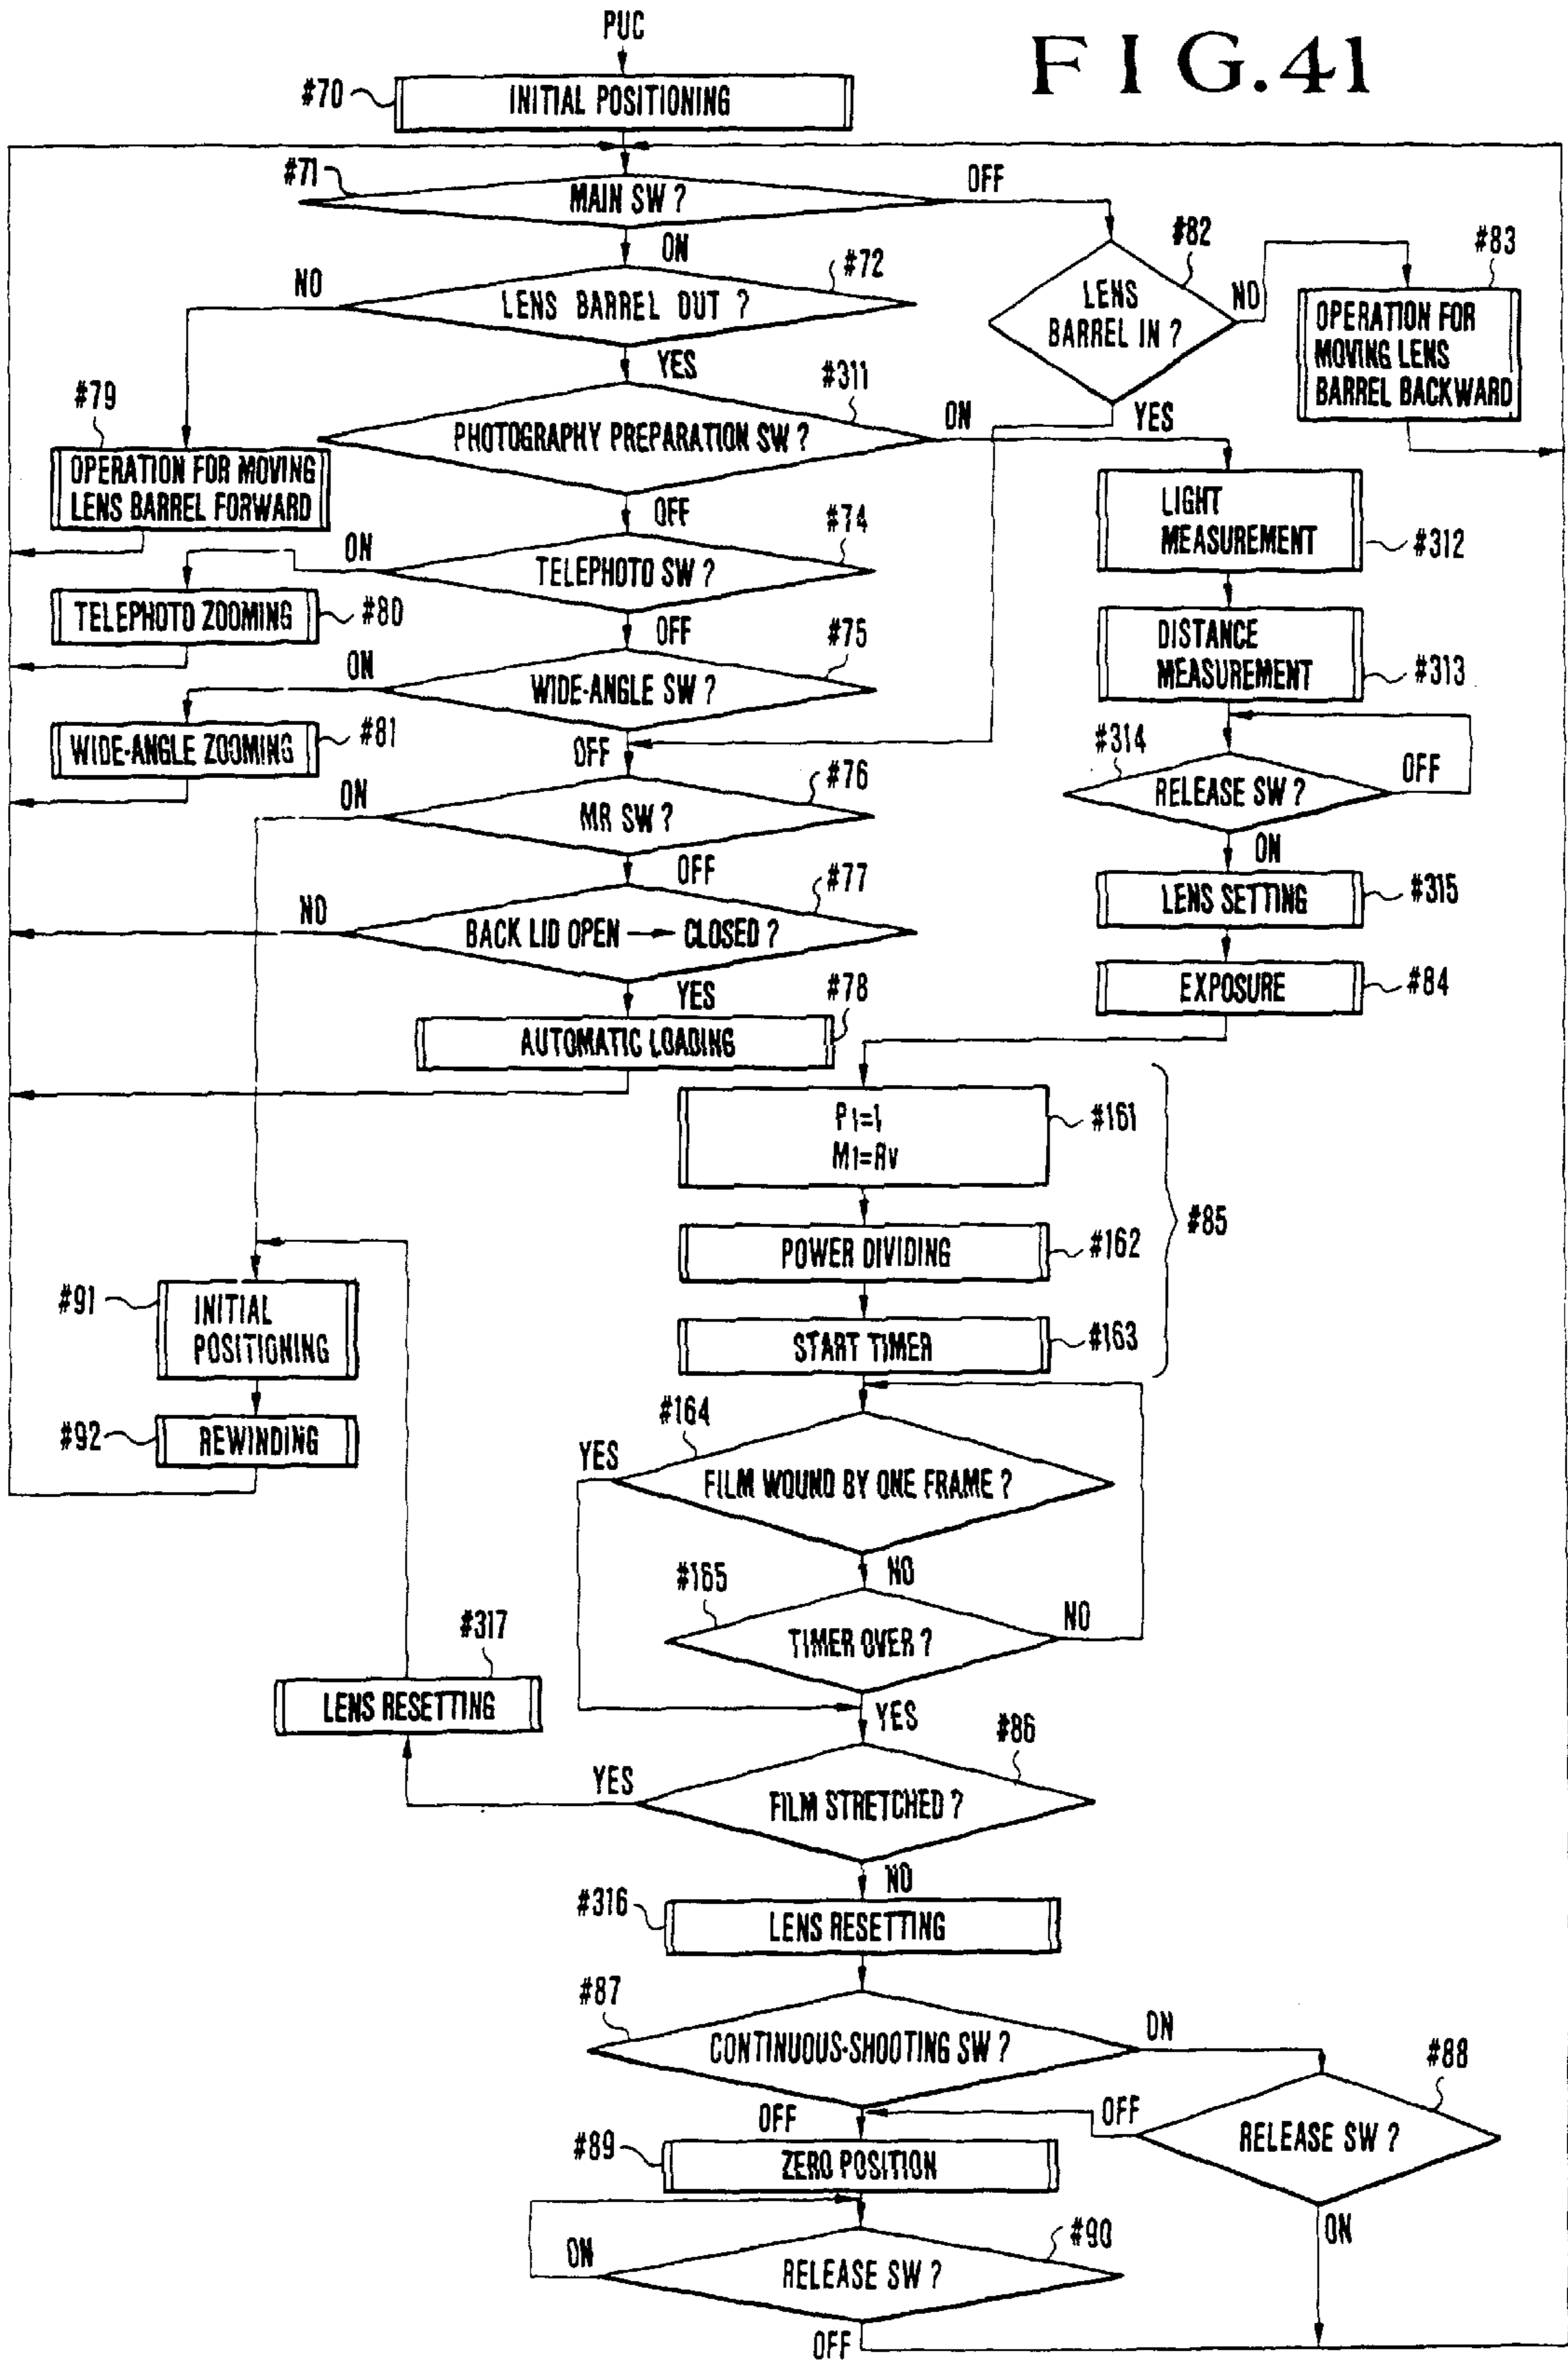 PUC
FIG.41
#70
INITIAL POSITIONING
#71
MAIN SW ?
OFF
ON
#72
NO
LENS BARREL OUT ?
YES
#82
LENS
BARREL IN ?
NO
YES
#83
OPERATION FOR
MOVING LENS
BARREL BACKWARD
#79
OPERATION FOR MOVING
LENS BARREL FORWARD
#311
PHOTOGRAPHY PREPARATION SW ?
ON
OFF
#74
ON
TELEPHOTO SW ?
OFF
TELEPHOTO ZOOMING
#80
#75
ON
WIDE-ANGLE SW ?
OFF
WIDE-ANGLE ZOOMING
#81
#76
ON
MR SW ?
OFF
#77
NO
BACK LID OPEN → CLOSED ?
YES
#78
AUTOMATIC LOADING
LIGHT
MEASUREMENT
#312
DISTANCE
MEASUREMENT
#313
#314
RELEASE SW ?
OFF
ON
LENS SETTING
#315
EXPOSURE
#84
P1=1
M1=Rv
#161
POWER DIVIDING
#162
START TIMER
#163
#85
#91
INITIAL
POSITIONING
#92
REWINDING
#164
YES
FILM WOUND BY ONE FRAME ?
NO
#165
TIMER OVER ?
NO
YES
#317
LENS RESETTING
#86
YES
FILM STRETCHED ?
NO
#316
LENS RESETTING
#87
CONTINUOUS-SHOOTING SW ?
ON
OFF
#88
OFF
RELEASE SW ?
ON
#89
ZERO POSITION
#90
ON
RELEASE SW ?
OFF